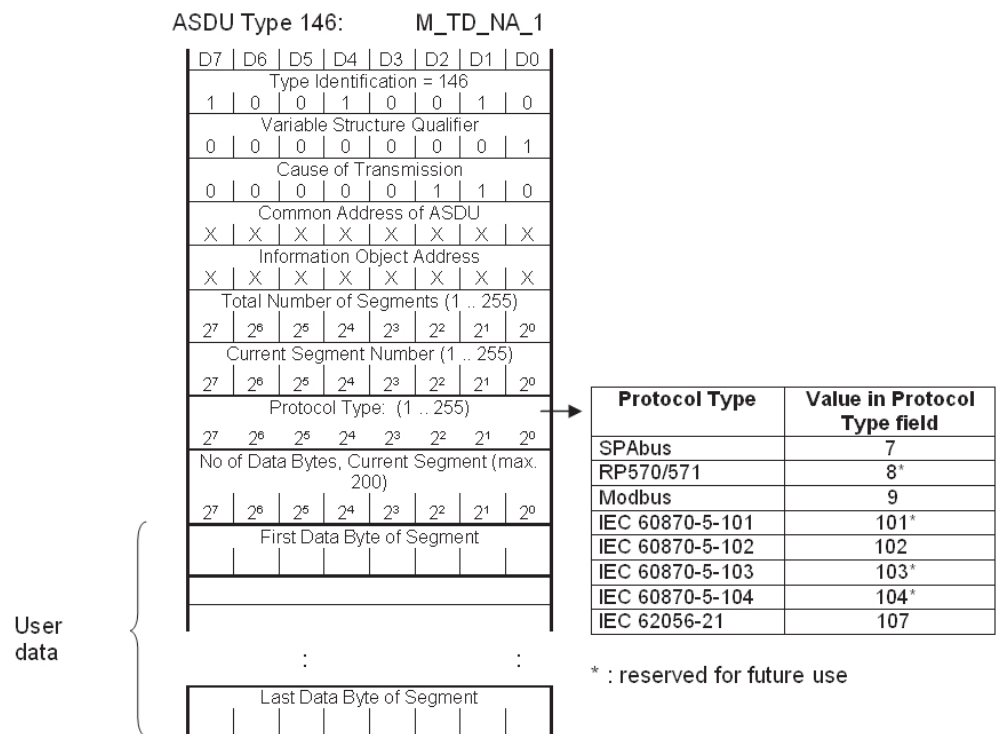 ASDU Type 146: M_TD_NA_1
D7 D6 D5 D4 D3 D2 D1 D0
Type Identification = 146
1 0 0 1 0 0 1 0
Variable Structure Qualifier
0 0 0 0 0 0 0 1
Cause of Transmission
0 0 0 0 0 1 1 0
Common Address of ASDU
X X X X X X X X
Information Object Address
X X X X X X X X
Total Number of Segments (1 .. 255)
2⁷ 2⁶ 2⁵ 2⁴ 2³ 2² 2¹ 2⁰
Current Segment Number (1 .. 255)
2⁷ 2⁶ 2⁵ 2⁴ 2³ 2² 2¹ 2⁰
Protocol Type: (1 .. 255)
2⁷ 2⁶ 2⁵ 2⁴ 2³ 2² 2¹ 2⁰
No of Data Bytes, Current Segment (max.
200)
2⁷ 2⁶ 2⁵ 2⁴ 2³ 2² 2¹ 2⁰
First Data Byte of Segment
: :
Last Data Byte of Segment
User
data
Protocol Type Value in Protocol
Type field
SPAbus 7
RP570/571 8*
Modbus 9
IEC 60870-5-101 101*
IEC 60870-5-102 102
IEC 60870-5-103 103*
IEC 60870-5-104 104*
IEC 62056-21 107
* : reserved for future use